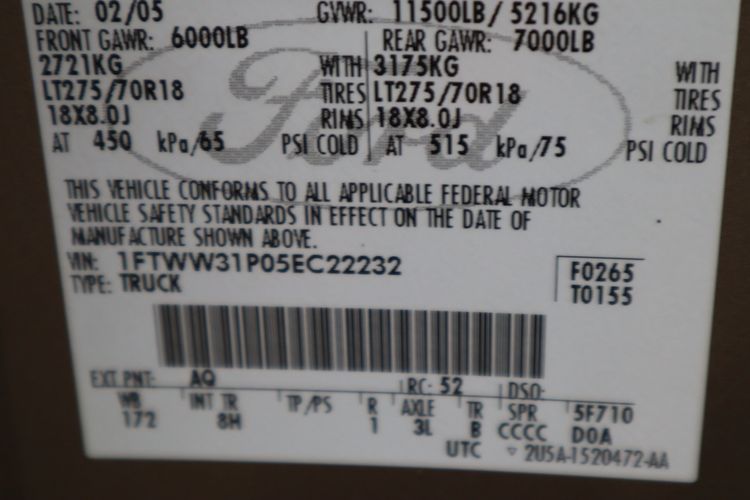 DATE: 02/05 GVWR: 11500LB/ 5216KG
FRONT GAWR: 6000LB REAR GAWR: 7000LB
2721KG WITH 3175KG WITH
LT275/70R18 TIRES LT275/70R18 TIRES
18X8.0J RIMS 18X8.0J RIMS
AT 450 kPa/65 PSI COLD AT 515 kPa/75 PSI COLD
Ford
THIS VEHICLE CONFORMS TO ALL APPLICABLE FEDERAL MOTOR
VEHICLE SAFETY STANDARDS IN EFFECT ON THE DATE OF
MANUFACTURE SHOWN ABOVE.
VIN: 1FTWW31P05EC22232 F0265
TYPE: TRUCK T0155
EXT PNT: AQ RC: 52 DSO:
WB INT TR TP/PS R AXLE TR SPR 5F710
172 8H 1 3L B CCCC DOA
UTC ▽ 2U5A-1520472-AA